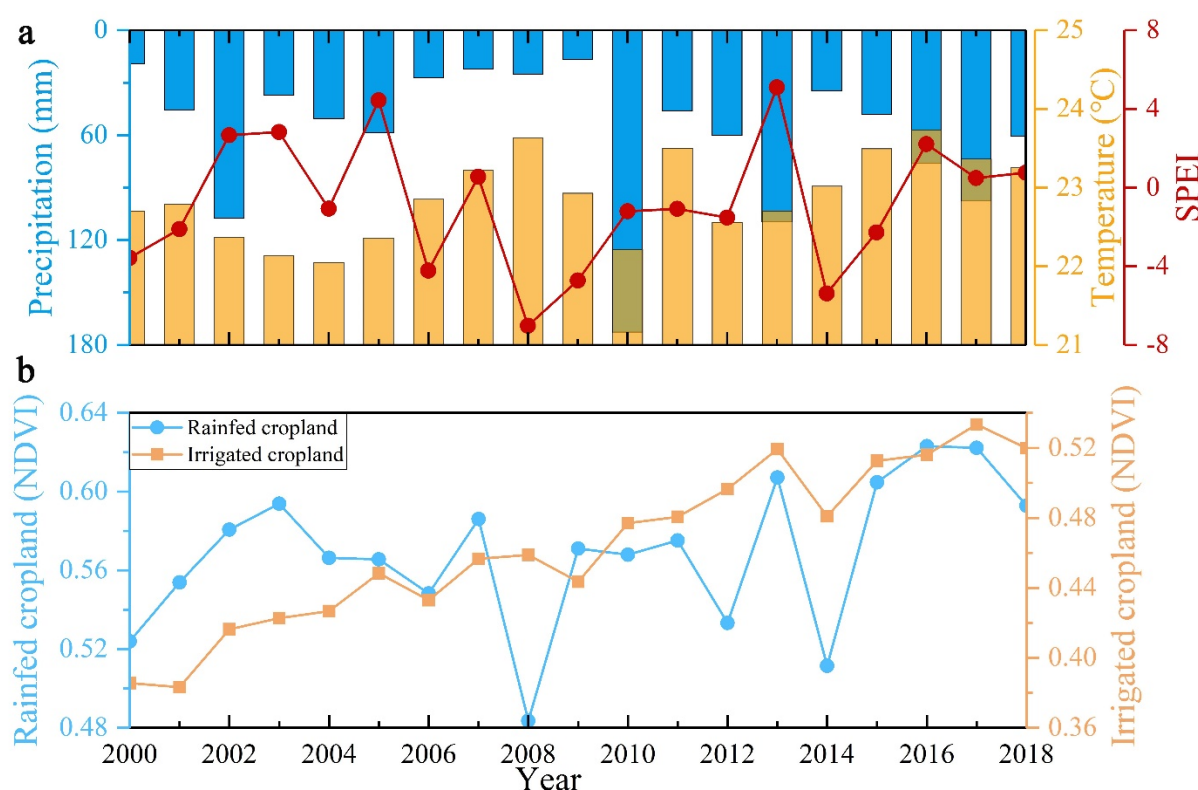 a
Precipitation (mm)
0
60
120
180
25
24
23
22
21
Temperature (°C)
8
4
0
-4
-8
SPEI
b
Rainfed cropland (NDVI)
0.64
0.60
0.56
0.52
0.48
Rainfed cropland
Irrigated cropland
0.52
0.48
0.44
0.40
0.36
Irrigated cropland (NDVI)
2000 2002 2004 2006 2008 2010 2012 2014 2016 2018
Year